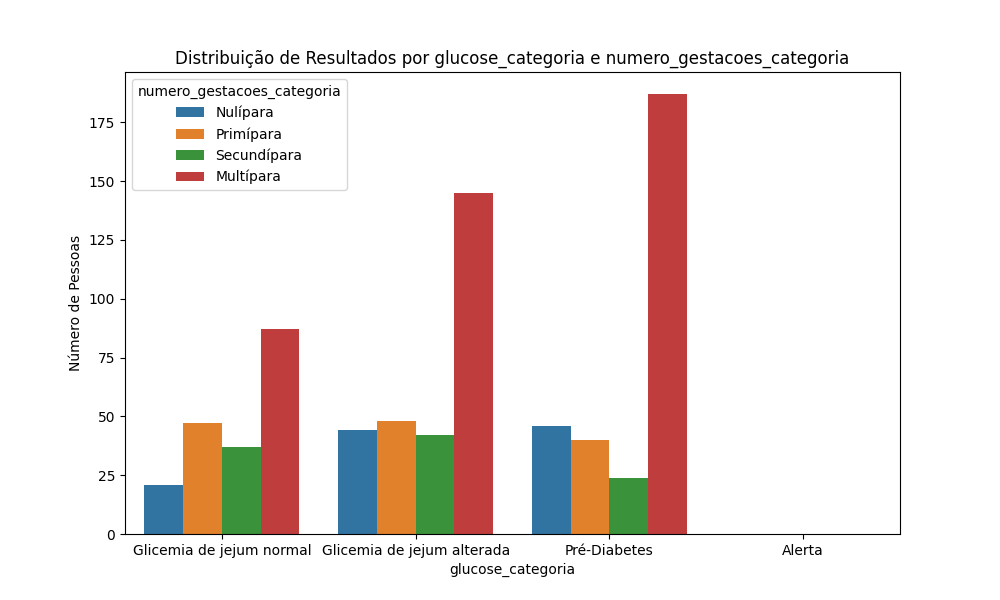 Distribuição de Resultados por glucose_categoria e numero_gestacoes_categoria
numero_gestacoes_categoria
Nulípara
Primípara
Secundípara
Multípara
Número de Pessoas
175
150
125
100
75
50
25
0
Glicemia de jejum normal Glicemia de jejum alterada Pré-Diabetes Alerta
glucose_categoria